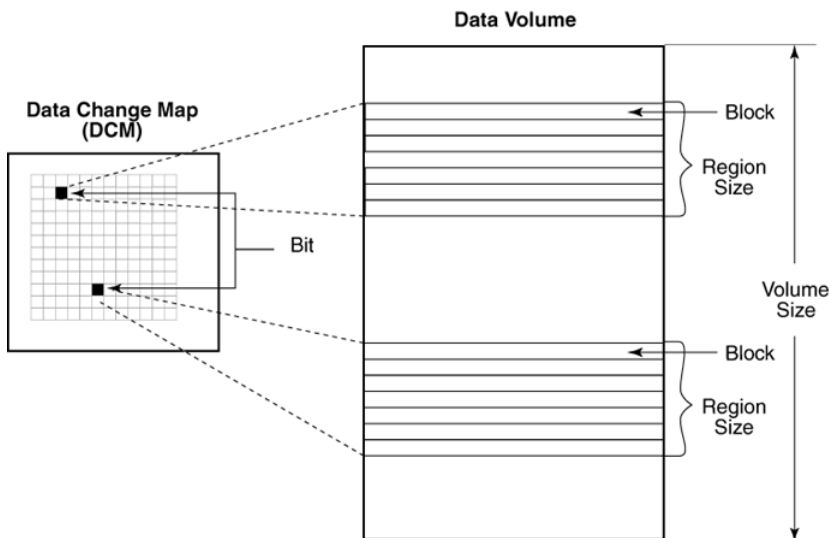 Data Volume
Data Change Map
(DCM)
Bit
Block
Region
Size
Volume
Size
Block
Region
Size